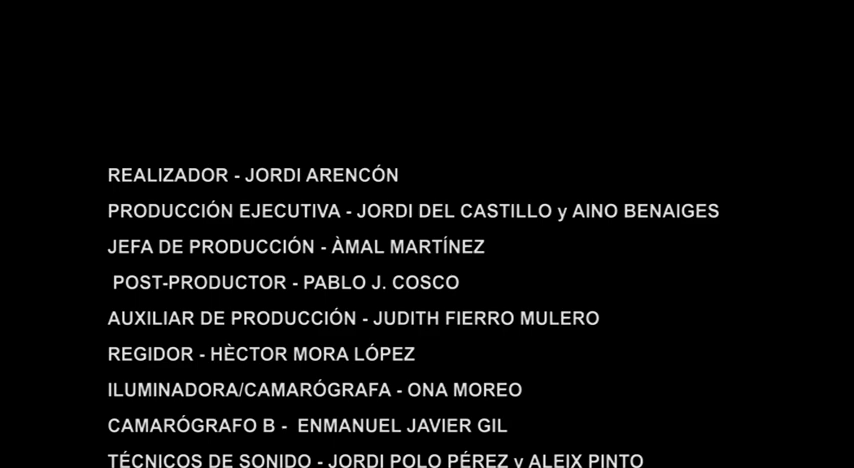 REALIZADOR - JORDI ARENCÓN
PRODUCCIÓN EJECUTIVA - JORDI DEL CASTILLO y AINO BENAIGES
JEFA DE PRODUCCIÓN - ÀMAL MARTÍNEZ
POST-PRODUCTOR - PABLO J. COSCO
AUXILIAR DE PRODUCCIÓN - JUDITH FIERRO MULERO
REGIDOR - HÈCTOR MORA LÓPEZ
ILUMINADORA/CAMARÓGRAFA - ONA MOREO
CAMARÓGRAFO B - ENMANUEL JAVIER GIL
TÉCNICOS DE SONIDO - JORDI POLO PÉREZ y ALEIX PINTO